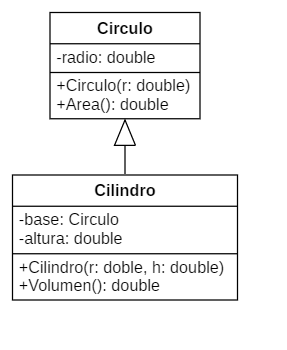 Circulo
-radio: double
+Circulo(r: double)
+Area(): double
Cilindro
-base: Circulo
-altura: double
+Cilindro(r: doble, h: double)
+Volumen(): double